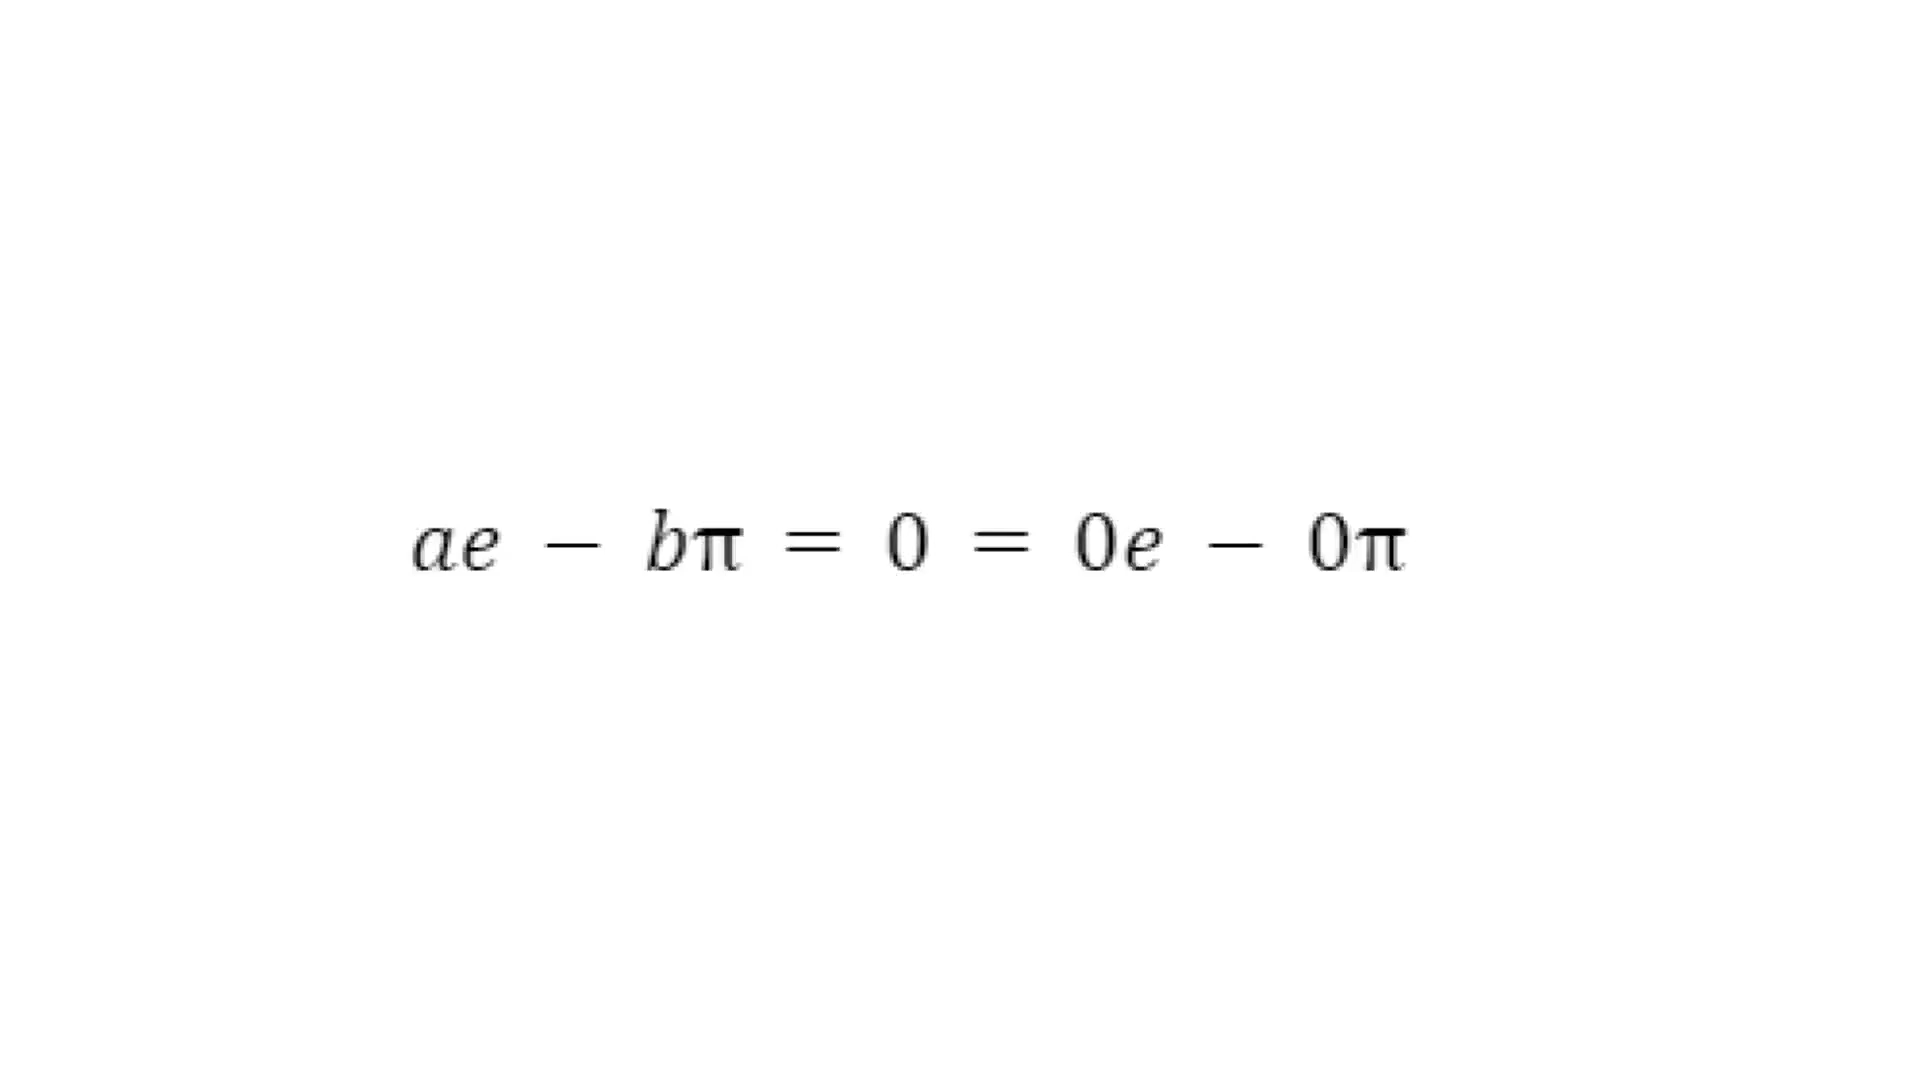 ae − bπ = 0 = 0e − 0π